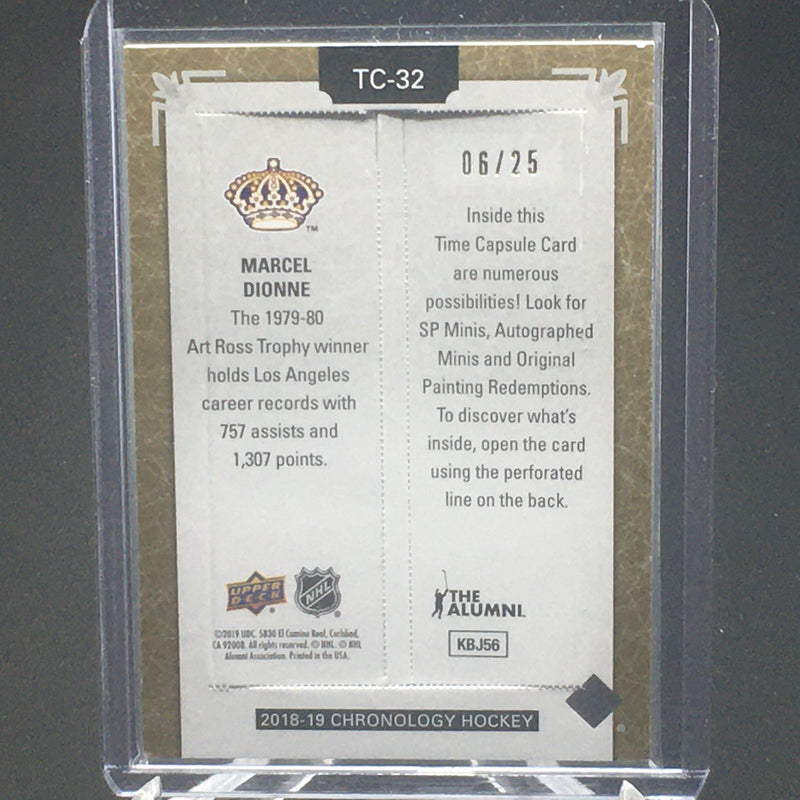 TC-32
TM
MARCEL
DIONNE
The 1979-80
Art Ross Trophy winner
holds Los Angeles
career records with
757 assists and
1,307 points.
UPPER
DECK
®
NHL
®
©2019 UDC. 5830 El Camino Real, Carlsbad,
CA 92008. All rights reserved. © NHL. © NHL
Alumni Association. Printed in the USA.
06/25
Inside this
Time Capsule Card
are numerous
possibilities! Look for
SP Minis, Autographed
Minis and Original
Painting Redemptions.
To discover what's
inside, open the card
using the perforated
line on the back.
THE
ALUMNI.
KBJ56
2018-19 CHRONOLOGY HOCKEY
®